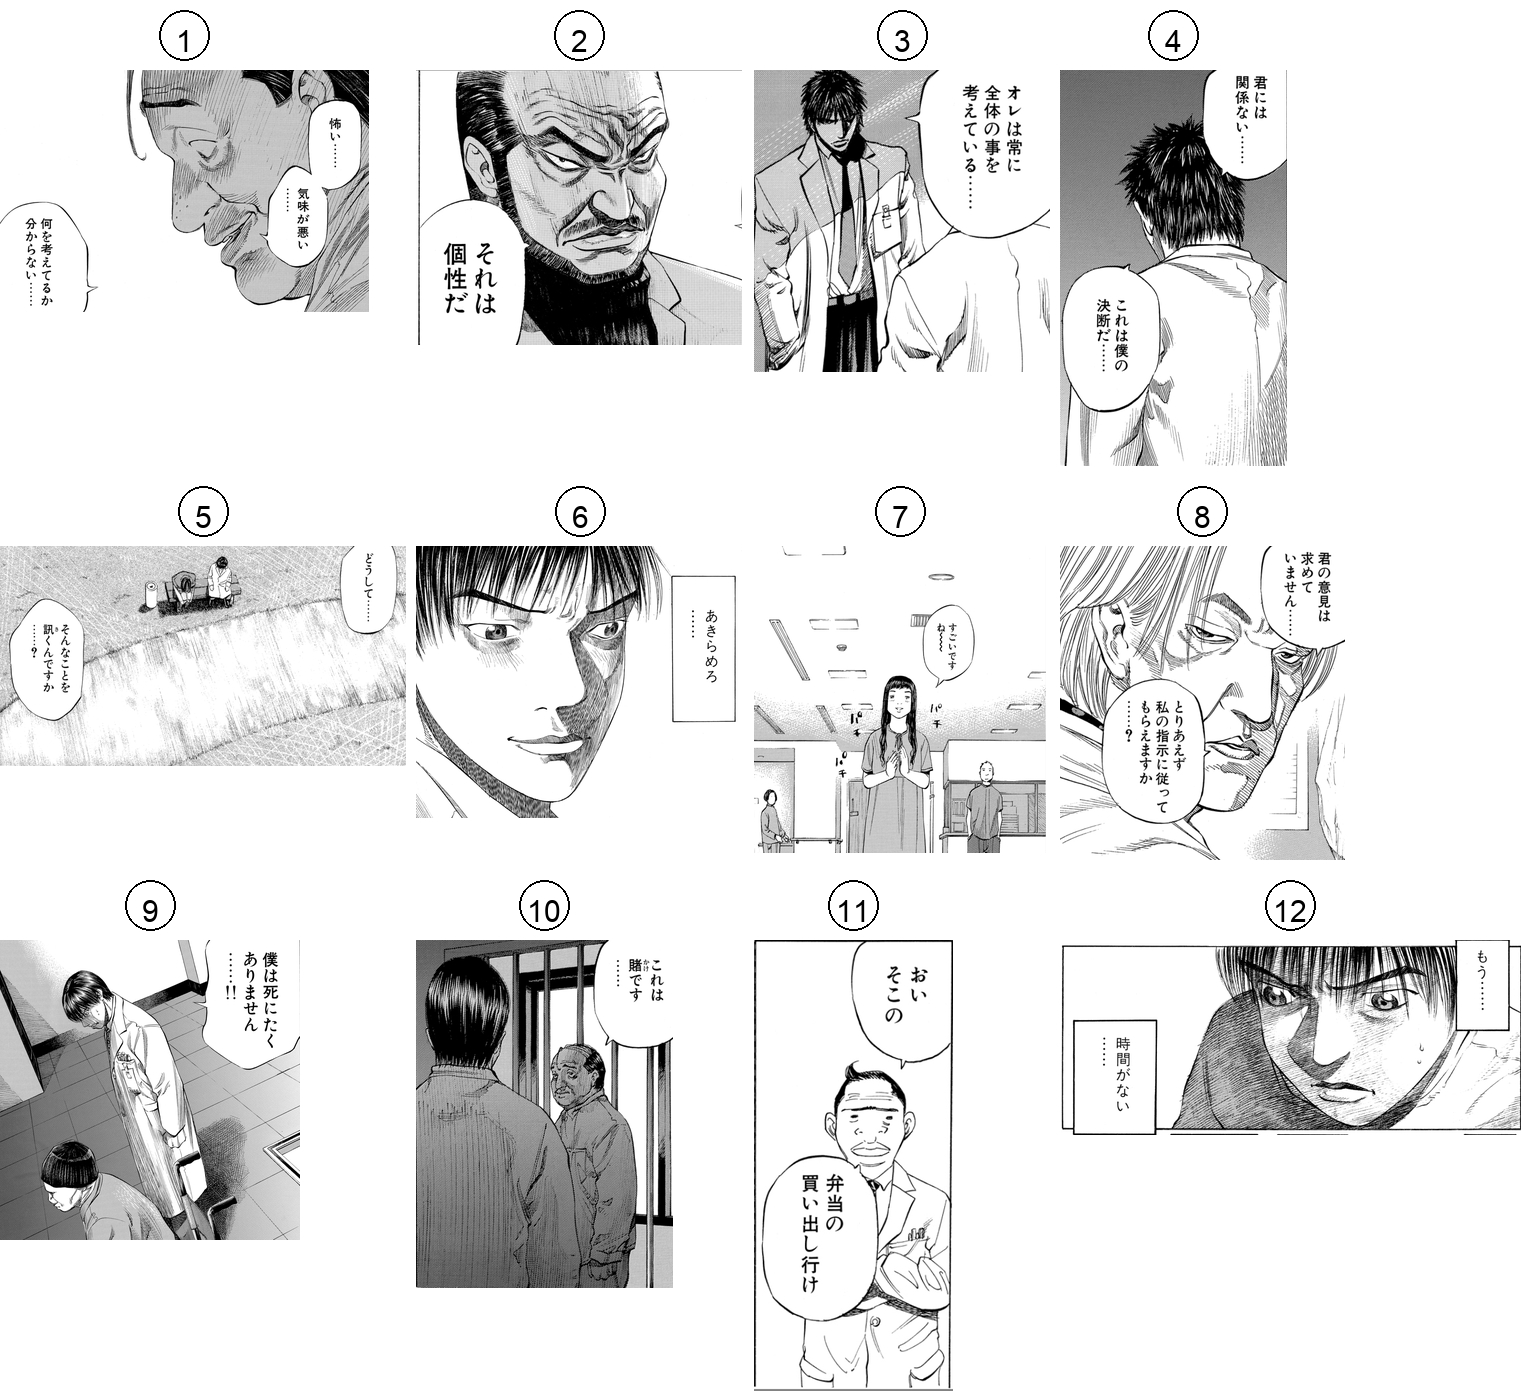 1
怖い……
気味が悪い
……
何を考えてるか
分からない……
2
それは
個性だ
3
オレは常に
全体の事を
考えている……
4
君には
関係ない……
これは僕の
決断だ……
5
どうして……
そんなことを
訊くんですか
……?
き
6
あきらめろ
……
7
すごいです
ね〜〜〜
パチ
パチ
パチ
8
君の意見は
求めて
いません……
とりあえず
私の指示に従って
もらえますか
……?
9
僕は死にたく
ありません
……!!
10
これは
賭です
かけ
……
11
おい
そこの
弁当の
買い出し行け
12
もう……
時間がない
……